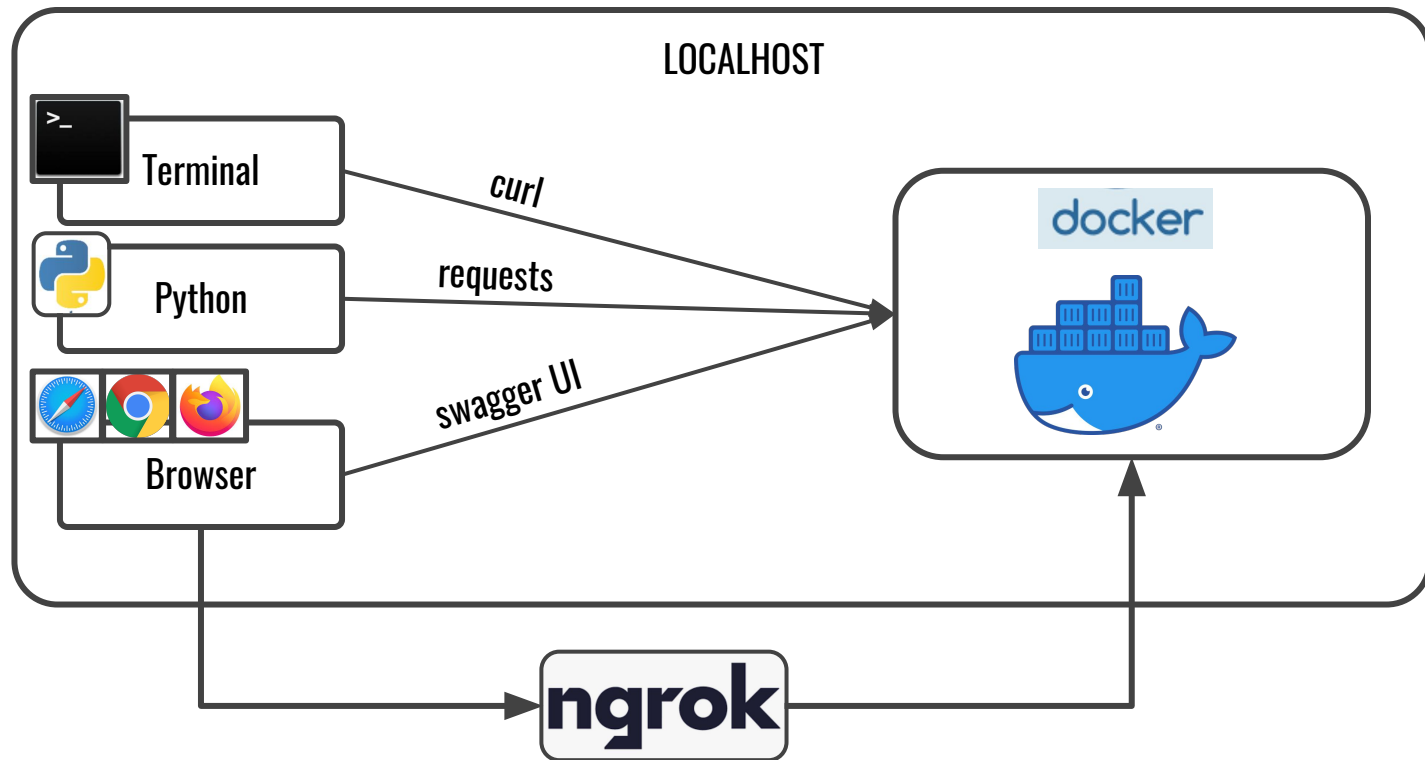 LOCALHOST
>_
Terminal
curl
docker
requests
Python
swagger UI
Browser
®
ngrok